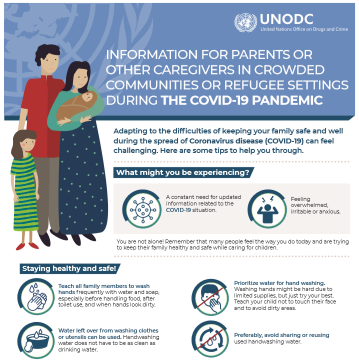 UNODC
United Nations Office on Drugs and Crime
INFORMATION FOR PARENTS OR
OTHER CAREGIVERS IN CROWDED
COMMUNITIES OR REFUGEE SETTINGS
DURING THE COVID-19 PANDEMIC
Adapting to the difficulties of keeping your family safe and well
during the spread of Coronavirus disease (COVID-19) can feel
challenging. Here are some tips to help you through.
What might you be experiencing?
A constant need for updated
information related to the
COVID-19 situation.
Feeling
overwhelmed,
irritable or anxious.
You are not alone! Remember that many people feel the way you do today and are trying
to keep their family healthy and safe while caring for children.
Staying healthy and safe!
Teach all family members to wash
hands frequently with water and soap,
especially before handling food, after
toilet use, and when hands look dirty.
Prioritize water for hand washing.
Washing hands might be hard due to
limited supplies, but just try your best.
Teach your child not to touch their face
and to avoid dirty areas.
Water left over from washing clothes
or utensils can be used. Handwashing
water does not have to be as clean as
drinking water.
Preferably, avoid sharing or reusing
used handwashing water.